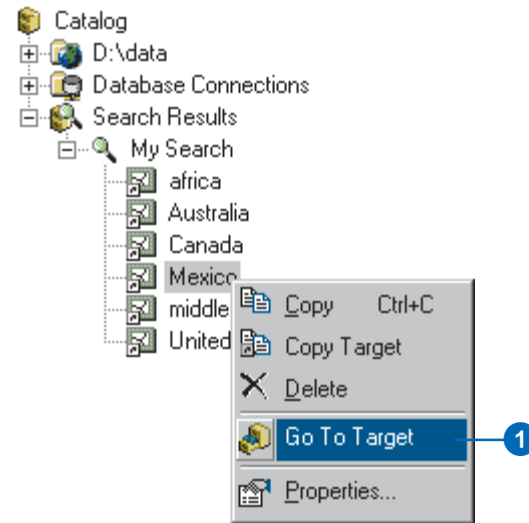 Catalog
D:\data
Database Connections
Search Results
My Search
africa
Australia
Canada
Mexico
middle
United
Copy Ctrl+C
Copy Target
Delete
Go To Target
1
Properties...